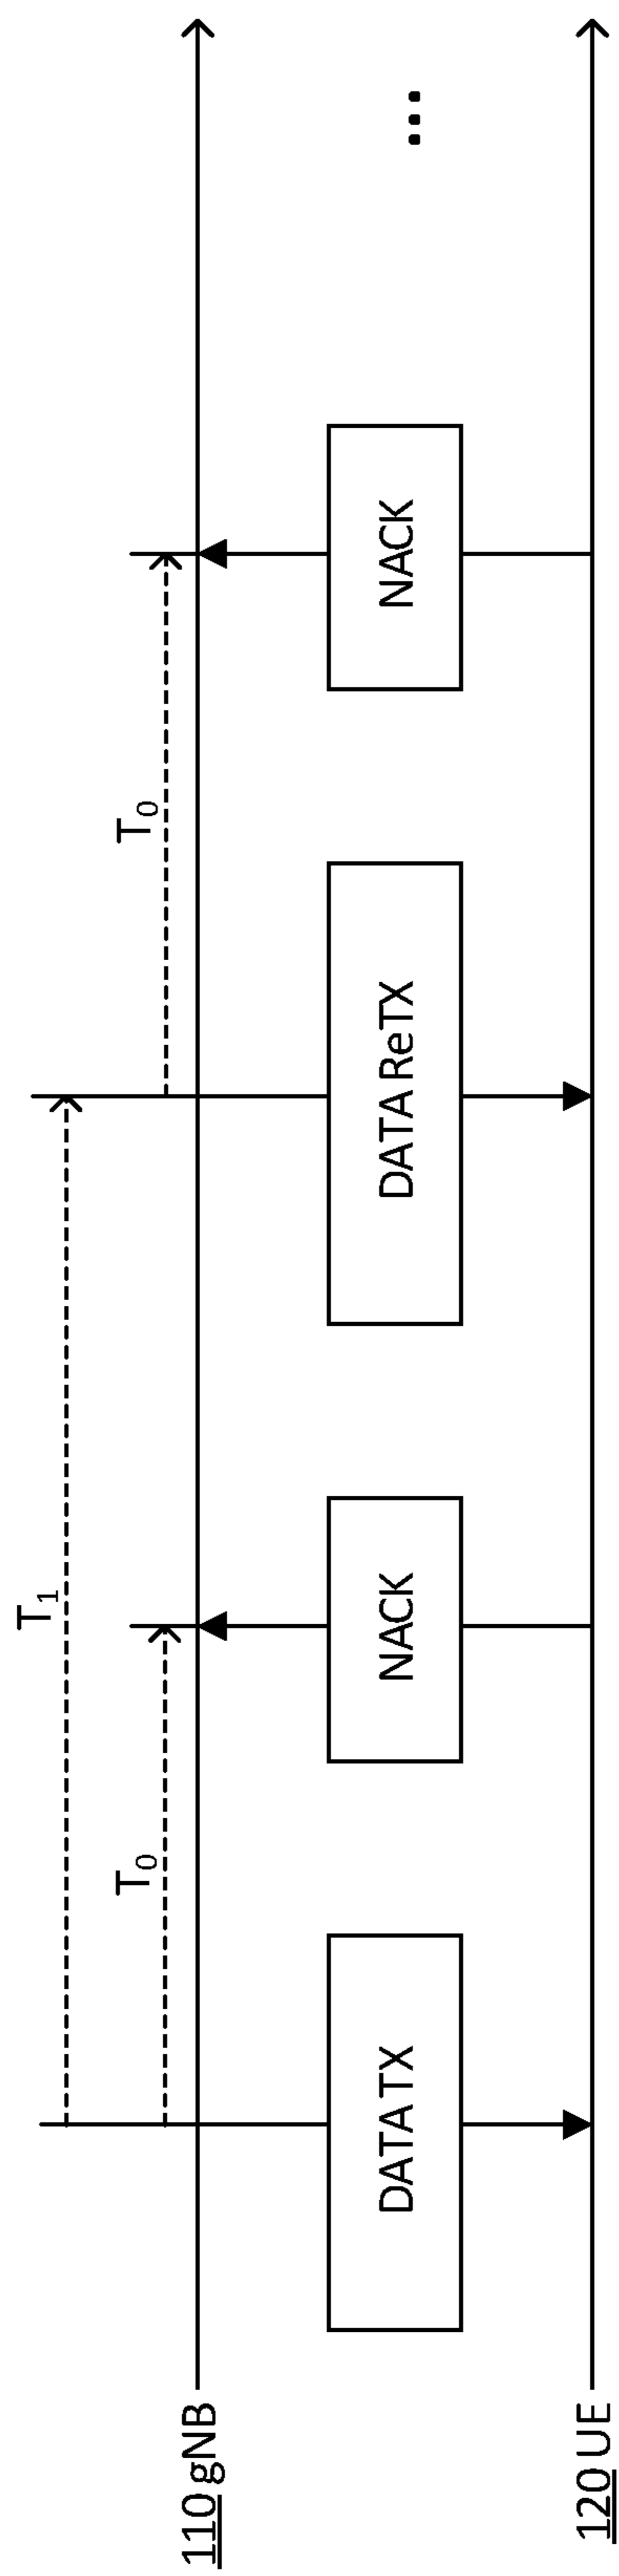 T1
T0
T0
110 gNB
DATA TX
NACK
DATA ReTX
NACK
...
120 UE